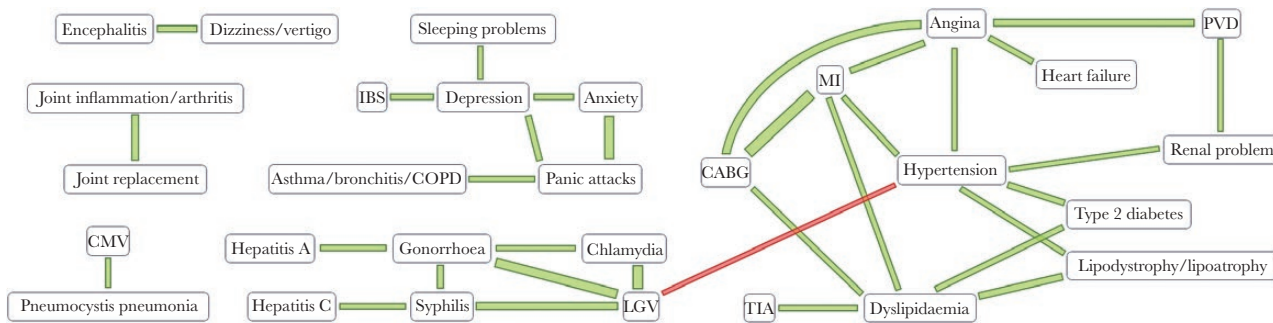 Encephalitis
Dizziness/vertigo
Sleeping problems
Angina
PVD
Joint inflammation/arthritis
IBS
Depression
Anxiety
MI
Heart failure
Joint replacement
Asthma/bronchitis/COPD
Panic attacks
CABG
Hypertension
Renal problem
Type 2 diabetes
CMV
Hepatitis A
Gonorrhoea
Chlamydia
Lipodystrophy/lipoatrophy
Pneumocystis pneumonia
Hepatitis C
Syphilis
LGV
TIA
Dyslipidaemia